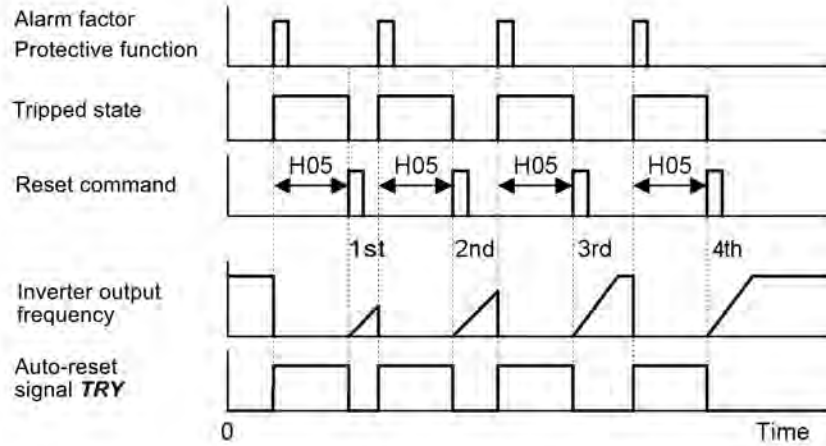 Alarm factor
Protective function
Tripped state
H05 H05 H05 H05
Reset command
1st 2nd 3rd 4th
Inverter output
frequency
Auto-reset
signal TRY
0 Time